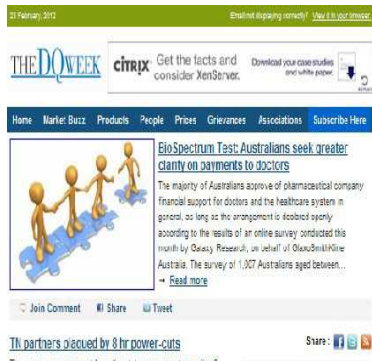 23 February, 2012
Email not displaying correctly? View it in your browser.
THE DQWEEK
CITRIX Get the facts and consider XenServer.
Download your case studies and white paper.
Home Market Buzz Products People Prices Grievances Associations Subscribe Here
BioSpectrum Test: Australians seek greater
clarity on payments to doctors
The majority of Australians approve of pharmaceutical company
financial support for doctors and the healthcare system in
general, as long as the arrangement is declared openly
according to the results of an online survey conducted this
month by Galaxy Research, on behalf of GlaxoSmithKline
Australia. The survey of 1,007 Australians aged between...
→ Read more
Join Comment Share Tweet
TN partners plagued by 8 hr power-cuts
Share :